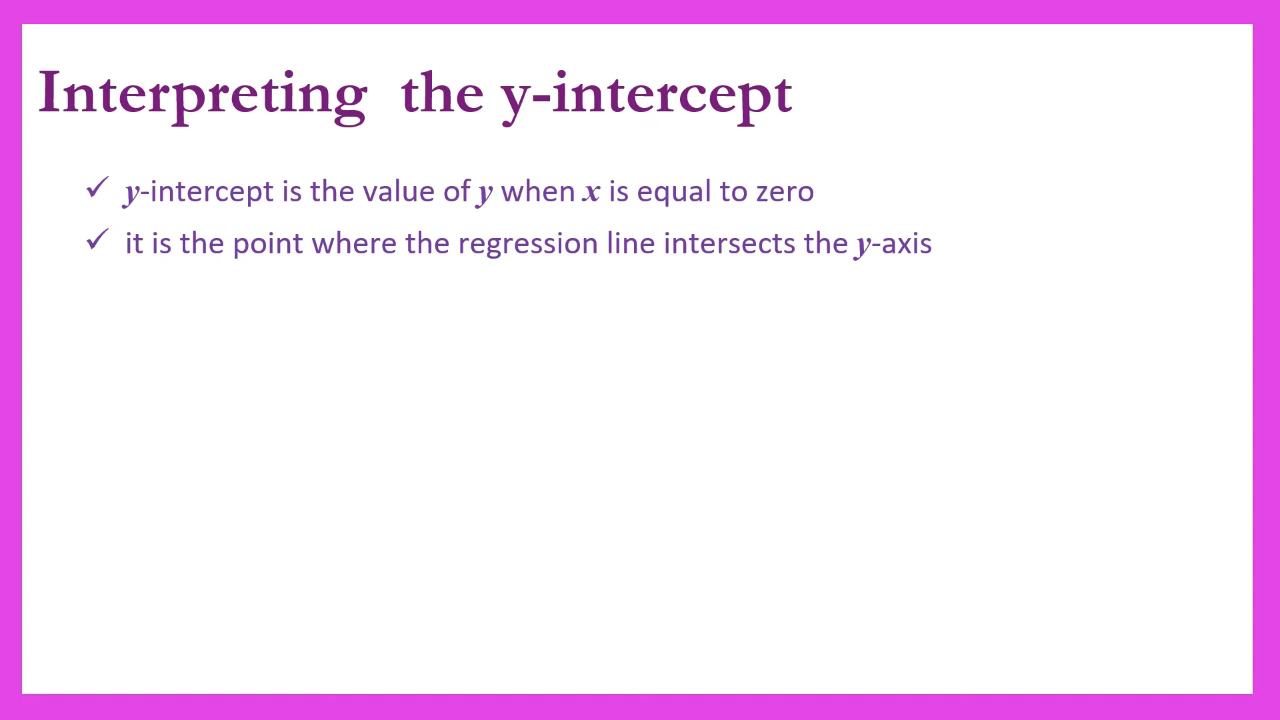 Interpreting  the y-intercept
✓ y-intercept is the value of y when x is equal to zero
✓ it is the point where the regression line intersects the y-axis